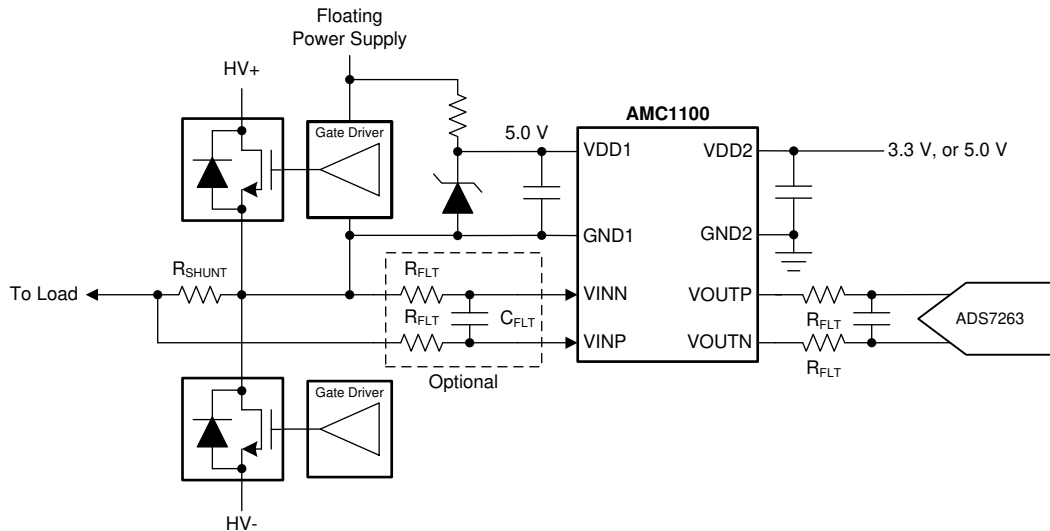 Floating
Power Supply
HV+
Gate Driver
5.0 V
AMC1100
VDD1
VDD2
3.3 V, or 5.0 V
GND1
GND2
RSHUNT
To Load
RFLT
RFLT
CFLT
VINN
VINP
Optional
VOUTP
VOUTN
RFLT
RFLT
ADS7263
Gate Driver
HV-